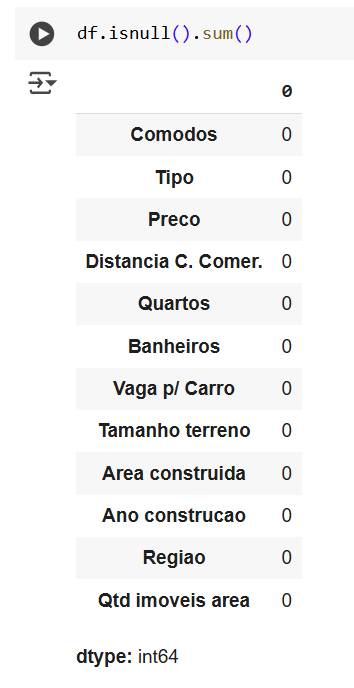 df.isnull().sum()
0
Comodos 0
Tipo 0
Preco 0
Distancia C. Comer. 0
Quartos 0
Banheiros 0
Vaga p/ Carro 0
Tamanho terreno 0
Area construida 0
Ano construcao 0
Regiao 0
Qtd imoveis area 0
dtype: int64